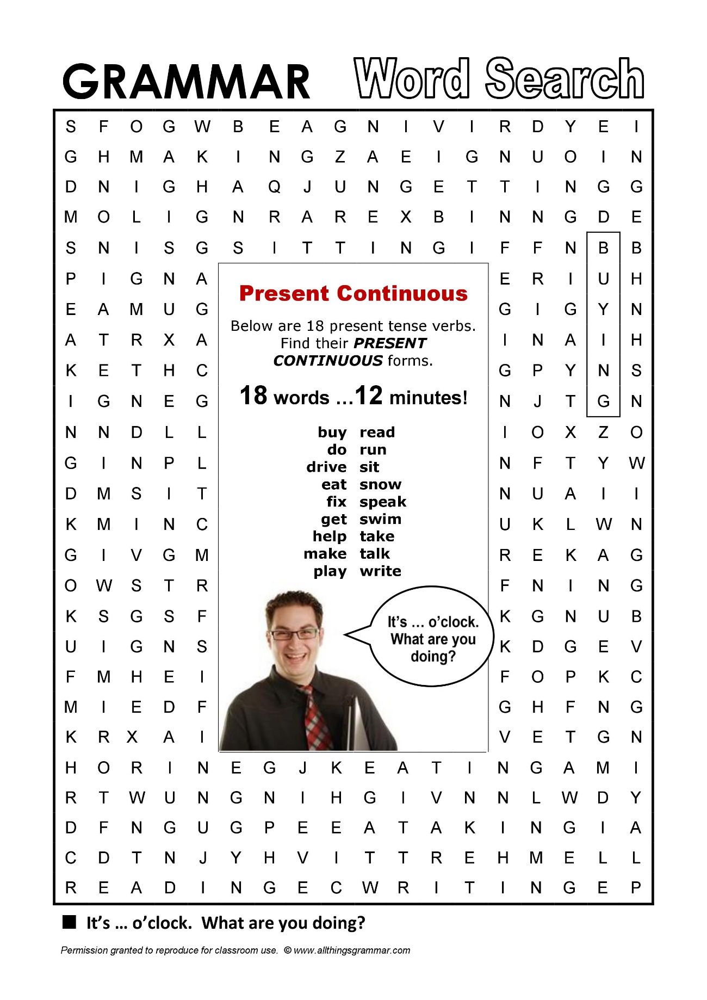 GRAMMAR Word Search
S F O G W B E A G N I V I R D Y E I
G H M A K I N G Z A E I G N U O I N
D N I G H A Q J U N G E T T I N G G
M O L I G N R A R E X B I N N G D E
S N I S G S I T T I N G I F F N B B
P I G N A E R I U H
E A M U G G I G Y N
A T R X A I N A I H
K E T H C G P Y N S
I G N E G N J T G N
N N D L L I O X Z O
G I N P L N F T Y W
D M S I T N U A I I
K M I N C U K L W N
G I V G M R E K A G
O W S T R F N I N G
K S G S F K G N U B
U I G N S K D G E V
F M H E I F O P K C
M I E D F G H F N G
K R X A I V E T G N
H O R I N E G J K E A T I N G A M I
R T W U N G N I H G I V N N L W D Y
D F N G U G P E E A T A K I N G I A
C D T N J Y H V I T T R E H M E L L
R E A D I N G E C W R I T I N G E P
Present Continuous
Below are 18 present tense verbs.
Find their PRESENT
CONTINUOUS forms.
18 words ...12 minutes!
buy read
do run
drive sit
eat snow
fix speak
get swim
help take
make talk
play write
It's ... o'clock.
What are you
doing?
■ It's ... o'clock. What are you doing?
Permission granted to reproduce for classroom use. © www.allthingsgrammar.com